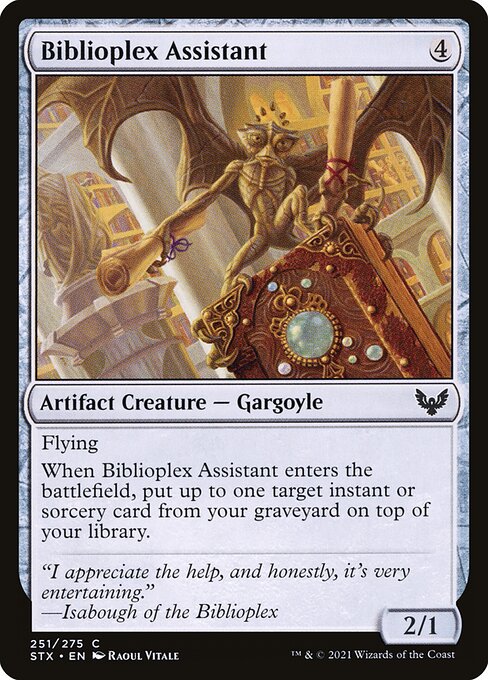 Biblioplex Assistant 4
Artifact Creature — Gargoyle
Flying
When Biblioplex Assistant enters the
battlefield, put up to one target instant or
sorcery card from your graveyard on top of
your library.
“I appreciate the help, and honestly, it’s very
entertaining.”
—Isabough of the Biblioplex
2/1
251/275 C
STX • EN Raoul Vitale
™ & © 2021 Wizards of the Coast